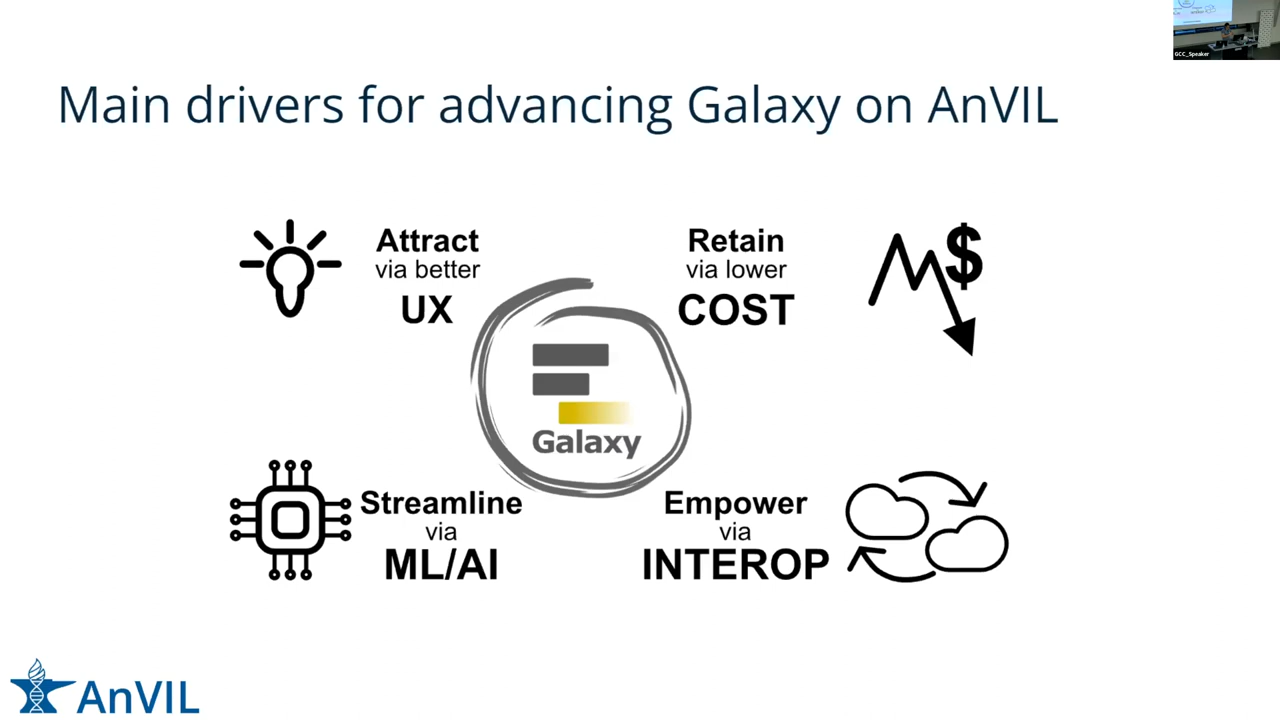 GCC_Speaker
Main drivers for advancing Galaxy on AnVIL
Attract
via better
UX
Retain
via lower
COST
$
Galaxy
Streamline
via
ML/AI
Empower
via
INTEROP
AnVIL